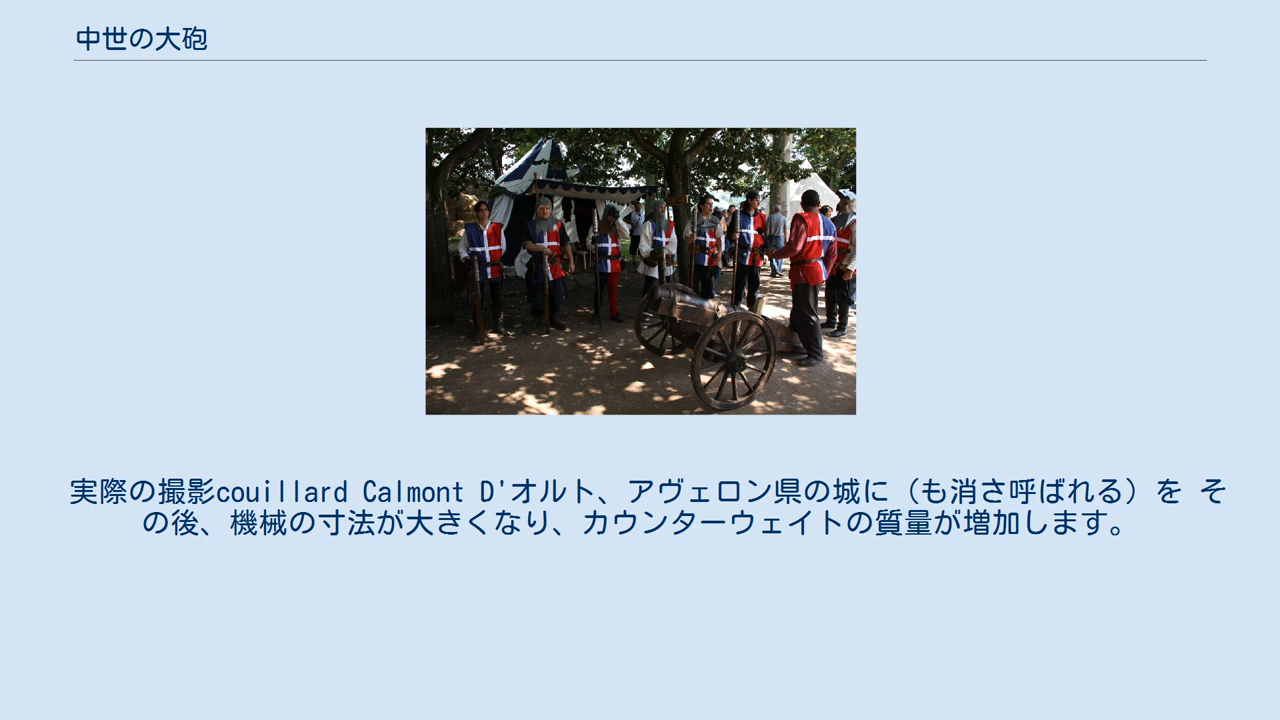 中世の大砲
実際の撮影couillard Calmont D'オルト、アヴェロン県の城に（も消さ呼ばれる）を そ
の後、機械の寸法が大きくなり、カウンターウェイトの質量が増加します。